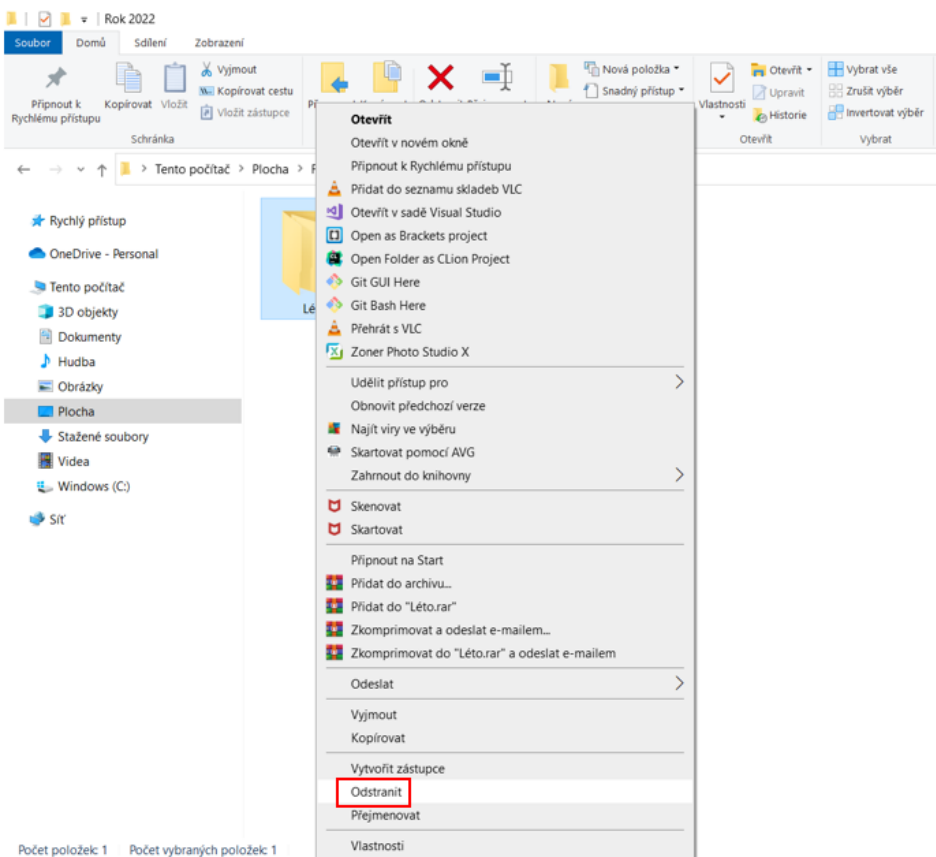 Rok 2022
Soubor Domů Sdílení Zobrazení
Připnout k Rychlému přístupu
Kopírovat
Vložit
Vyjmout
Kopírovat cestu
Vložit zástupce
Schránka
Nová položka
Snadný přístup
Vlastnosti
Otevřít
Upravit
Historie
Otevřít
Vybrat vše
Zrušit výběr
Invertovat výběr
Vybrat
Tento počítač > Plocha >
Rychlý přístup
OneDrive - Personal
Tento počítač
3D objekty
Dokumenty
Hudba
Obrázky
Plocha
Stažené soubory
Videa
Windows (C:)
Síť
Lé
Otevřít
Otevřít v novém okně
Připnout k Rychlému přístupu
Přidat do seznamu skladeb VLC
Otevřít v sadě Visual Studio
Open as Brackets project
Open Folder as CLion Project
Git GUI Here
Git Bash Here
Přehrát s VLC
Zoner Photo Studio X
Udělit přístup pro
Obnovit předchozí verze
Najít viry ve výběru
Skartovat pomocí AVG
Zahrnout do knihovny
Skenovat
Skartovat
Připnout na Start
Přidat do archivu...
Přidat do "Léto.rar"
Zkomprimovat a odeslat e-mailem...
Zkomprimovat do "Léto.rar" a odeslat e-mailem
Odeslat
Vyjmout
Kopírovat
Vytvořit zástupce
Odstranit
Přejmenovat
Vlastnosti
Počet položek: 1 Počet vybraných položek: 1